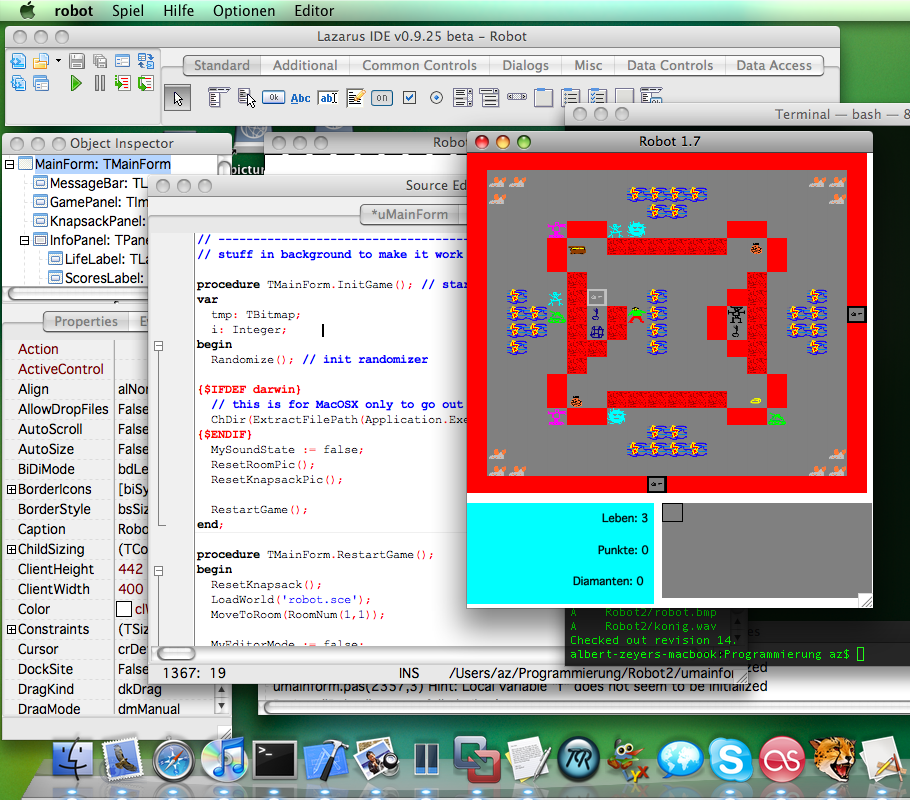 robot Spiel Hilfe Optionen Editor
Lazarus IDE v0.9.25 beta - Robot
Standard Additional Common Controls Dialogs Misc Data Controls Data Access
Ok Abc abI on
Terminal — bash — 8
Object Inspector
MainForm: TMainForm
MessageBar: TL
GamePanel: TIm
KnapsackPanel:
InfoPanel: TPane
LifeLabel: TLa
ScoresLabel:
Properties E
Action
ActiveControl
Align alNon
AllowDropFiles False
AutoScroll False
AutoSize False
BiDiMode bdLe
BorderIcons [biSy
BorderStyle bsSiz
Caption Robo
ChildSizing (TCo
ClientHeight 442
ClientWidth 400
Color clW
Constraints (TSiz
Cursor crDe
DockSite False
DragKind dkDrag
DragMode dmManual
pictur
Robo
Source Ed
*uMainForm
// stuff in background to make it work
procedure TMainForm.InitGame(); // star
var
tmp: TBitmap;
i: Integer;
begin
Randomize(); // init randomizer
{$IFDEF darwin}
// this is for MacOSX only to go out
ChDir(ExtractFilePath(Application.Exe
{$ENDIF}
MySoundState := false;
ResetRoomPic();
ResetKnapsackPic();
RestartGame();
end;
procedure TMainForm.RestartGame();
begin
ResetKnapsack();
LoadWorld('robot.sce');
MoveToRoom(RoomNum(1,1));
MyEditorMode := false;
1367: 19 INS /Users/az/Programmierung/Robot2/umainfor
umainform.pas(2357,3) Hint: Local variable "I" does not seem to be initialized
Robot 1.7
Leben: 3
Punkte: 0
Diamanten: 0
A Robot2/robot.bmp
A Robot2/konig.wav
Checked out revision 14.
albert-zeyers-macbook:Programmierung az$